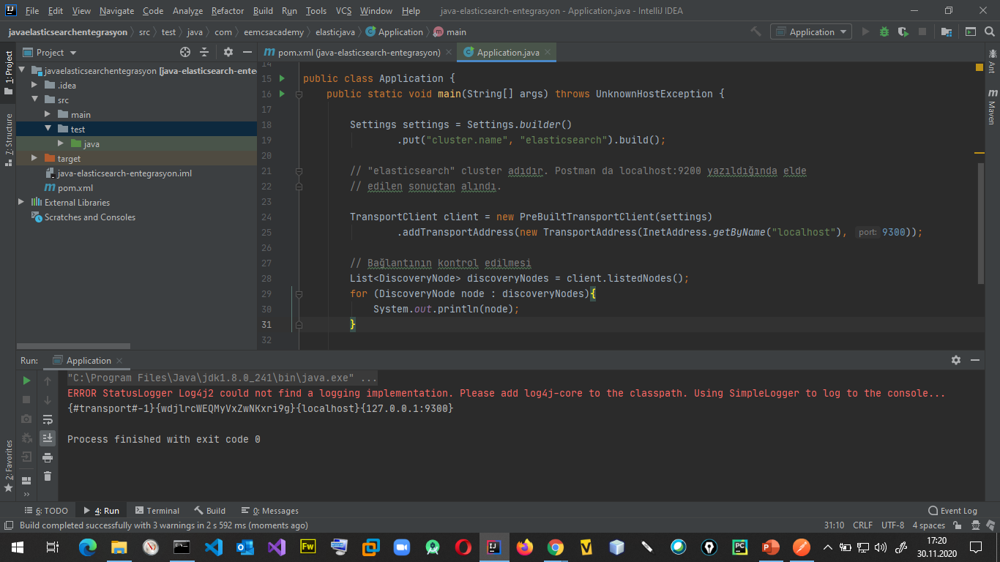 File Edit View Navigate Code Analyze Refactor Build Run Tools VCS Window Help java-elasticsearch-entegrasyon - Application.java - IntelliJ IDEA
javaelasticsearchentegrasyon src test java com eemcsacademy elasticjava Application main Application
1: Project
7: Structure
2: Favorites
Project
javaelasticsearchentegrasyon [java-elasticsearch-ente
.idea
src
main
test
java
target
java-elasticsearch-entegrasyon.iml
pom.xml
External Libraries
Scratches and Consoles
pom.xml (java-elasticsearch-entegrasyon) Application.java
14
15 public class Application {
16 public static void main(String[] args) throws UnknownHostException {
17
18 Settings settings = Settings.builder()
19 .put("cluster.name", "elasticsearch").build();
20
21 // "elasticsearch" cluster adıdır. Postman da localhost:9200 yazıldığında elde
22 // edilen sonuçtan alındı.
23
24 TransportClient client = new PreBuiltTransportClient(settings)
25 .addTransportAddress(new TransportAddress(InetAddress.getByName("localhost"), port: 9300));
26
27 // Bağlantının kontrol edilmesi
28 List<DiscoveryNode> discoveryNodes = client.listedNodes();
29 for (DiscoveryNode node : discoveryNodes){
30 System.out.println(node);
31 }
32
Ant
Maven
Run: Application
"C:\Program Files\Java\jdk1.8.0_241\bin\java.exe" ...
ERROR StatusLogger Log4j2 could not find a logging implementation. Please add log4j-core to the classpath. Using SimpleLogger to log to the console...
{#transport#-1}{wdjlrcWEQMyVxZwNKxri9g}{localhost}{127.0.0.1:9300}
Process finished with exit code 0
6: TODO 4: Run Terminal Build 0: Messages Event Log
Build completed successfully with 3 warnings in 2 s 592 ms (moments ago) 31:10 CRLF UTF-8 4 spaces
17:20
30.11.2020